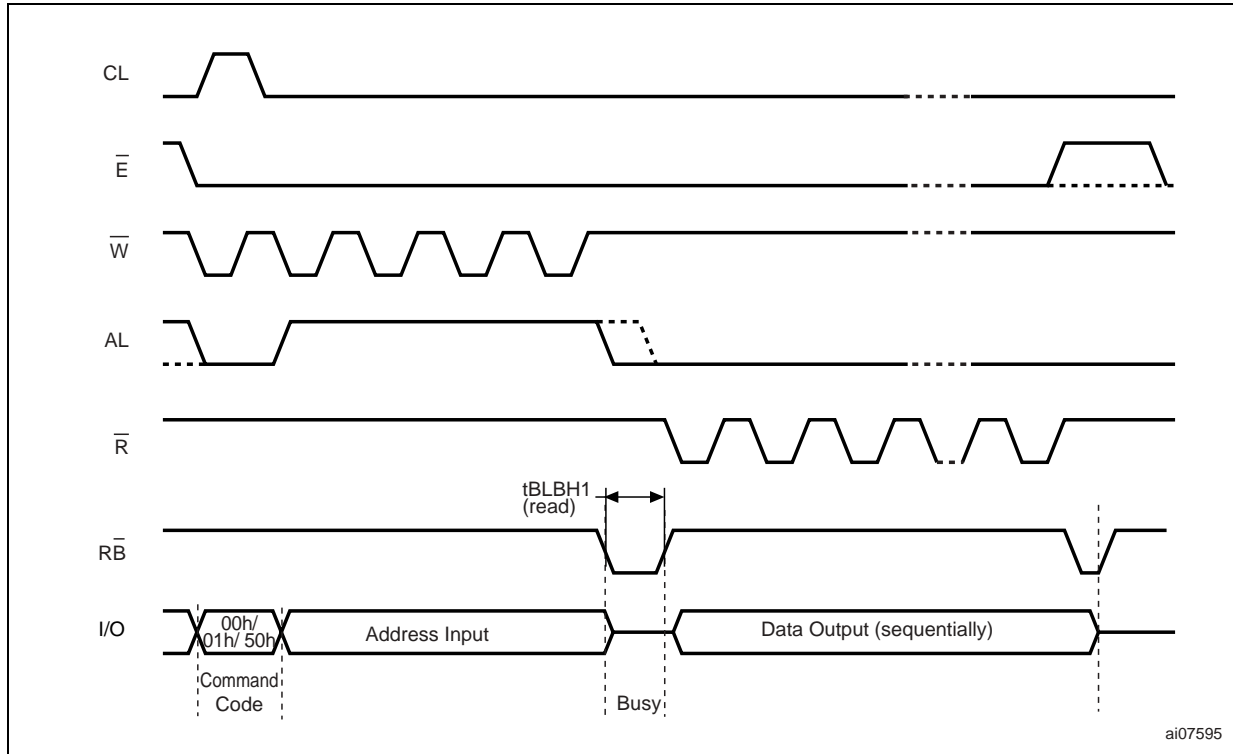 CL
E̅
W̅
AL
R̅
tBLBH1
(read)
RB̅
I/O
00h/
01h/ 50h
Address Input
Data Output (sequentially)
Command
Code
Busy
ai07595